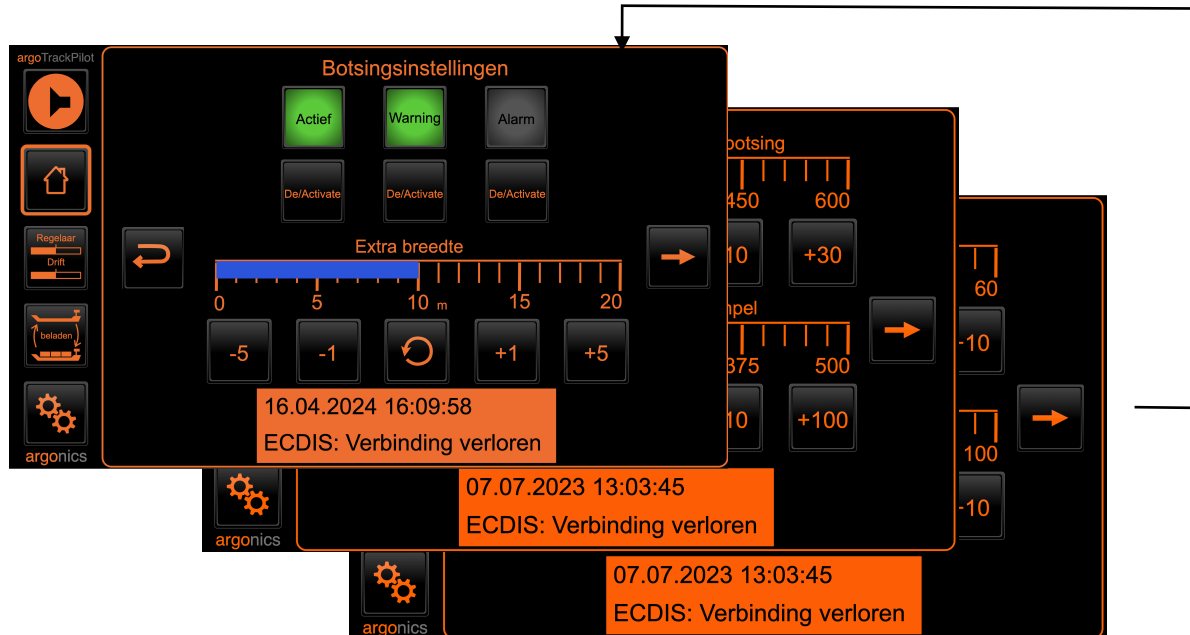 argoTrackPilot
Botsingsinstellingen
Actief Warning Alarm
De/Activate De/Activate De/Activate
Regelaar
Drift
Extra breedte
0 5 10 m 15 20
beladen
-5 -1 +1 +5
16.04.2024 16:09:58
ECDIS: Verbinding verloren
argonics
botsing
450 600
10 +30
mpel
375 500
10 +100
07.07.2023 13:03:45
ECDIS: Verbinding verloren
argonics
60
-10
100
-10
07.07.2023 13:03:45
ECDIS: Verbinding verloren
argonics